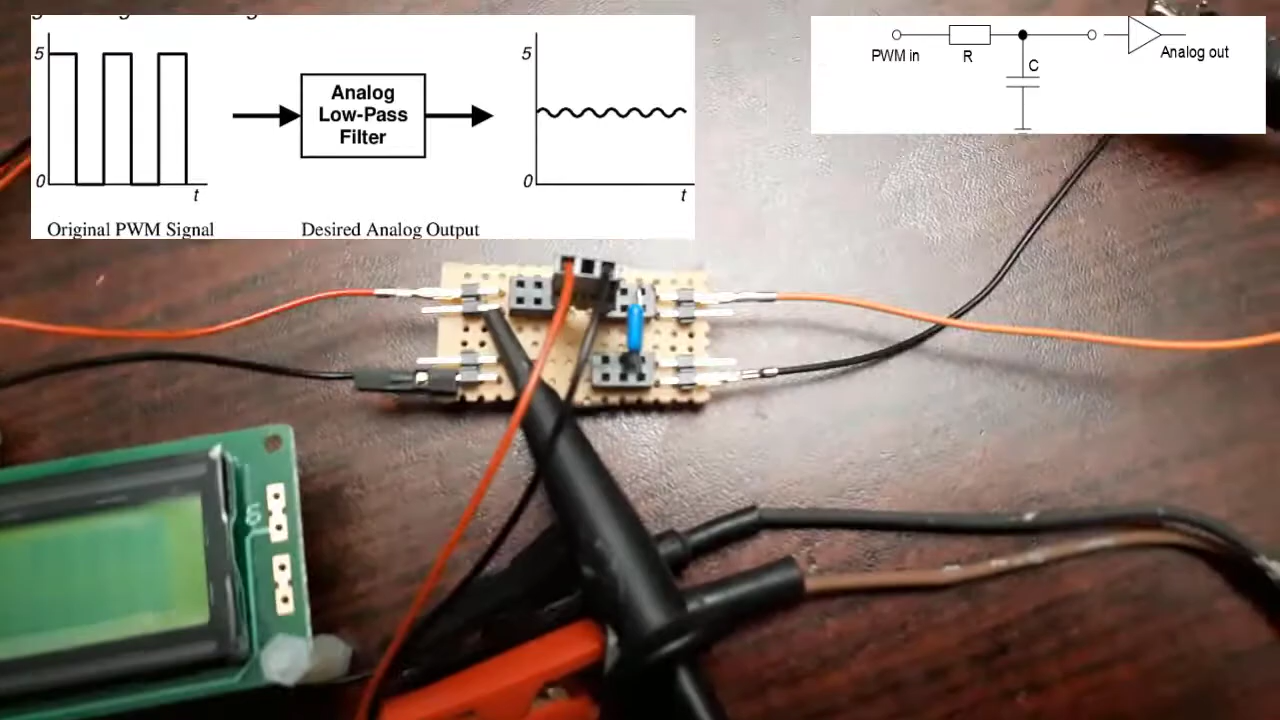 5
0
t
Original PWM Signal
Analog
Low-Pass
Filter
Desired Analog Output
5
0
t
PWM in
R
C
Analog out